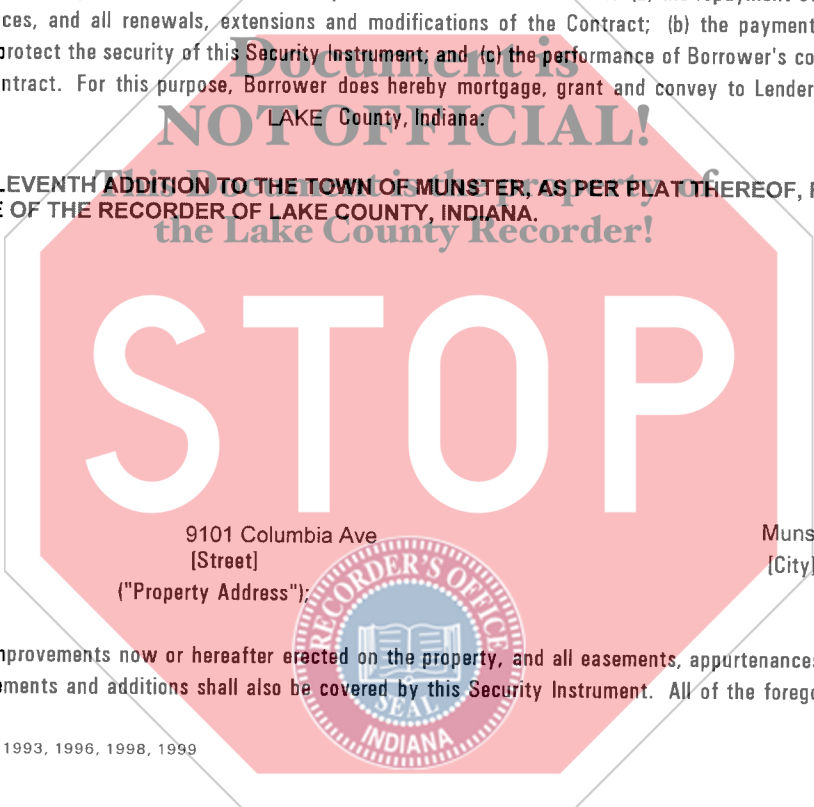 ces, and all renewals, extensions and modifications of the Contract; (b) the payment
protect the security of this Security Instrument; and (c) the performance of Borrower's co
ntract. For this purpose, Borrower does hereby mortgage, grant and convey to Lender
LAKE County, Indiana:
Document is
NOT OFFICIAL!
This Document is the property of
the Lake County Recorder!
LEVENTH ADDITION TO THE TOWN OF MUNSTER, AS PER PLAT THEREOF,
E OF THE RECORDER OF LAKE COUNTY, INDIANA.
STOP
9101 Columbia Ave Muns
[Street] [City]
("Property Address");
RECORDER'S OFFICE
SEAL
INDIANA
mprovements now or hereafter erected on the property, and all easements, appurtenances
ements and additions shall also be covered by this Security Instrument. All of the forego
1993, 1996, 1998, 1999